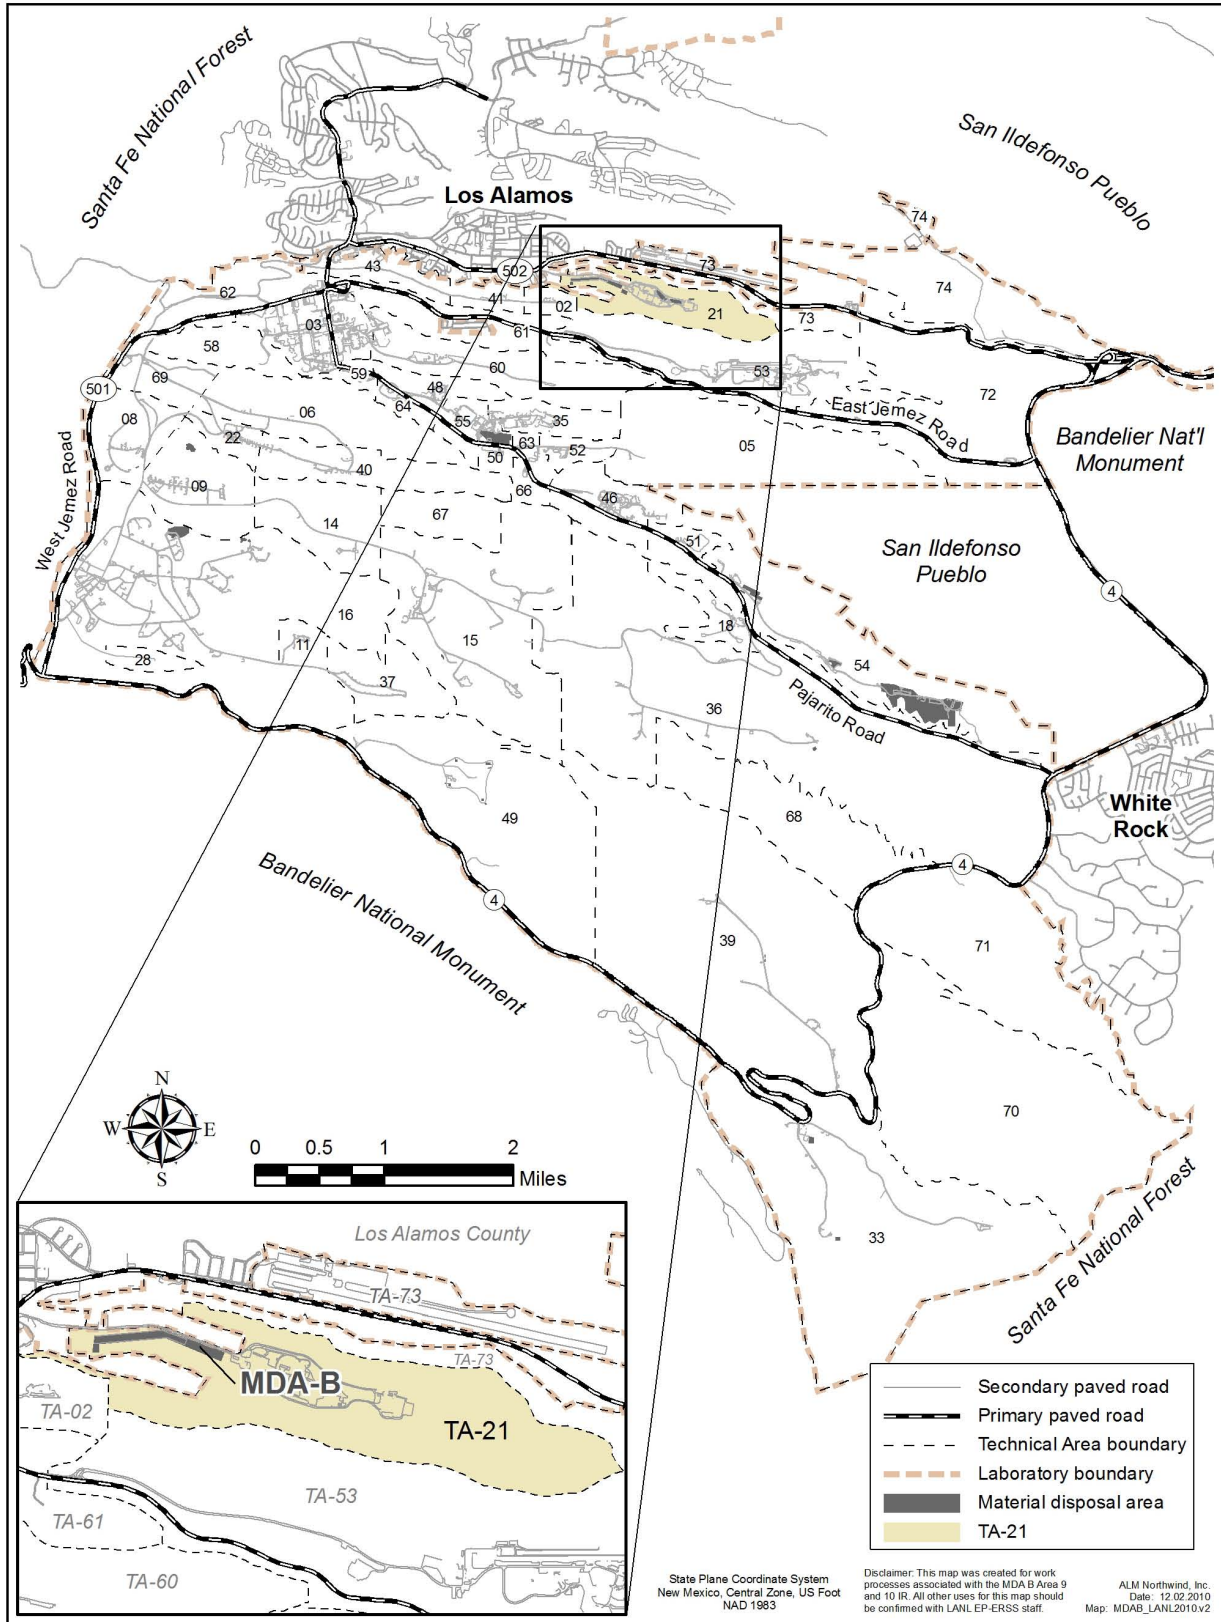 Santa Fe National Forest
San Ildefonso Pueblo
Los Alamos
74
502
73
43
74
62
41
02
21
73
03
61
58
53
59
60
72
501
69
48
64
East Jemez Road
08
06
55
35
22
63
05
Bandelier Nat'l
Monument
50
52
40
66
09
46
West Jemez Road
14
67
51
San Ildefonso
Pueblo
4
16
18
15
11
28
54
37
36
Pajarito Road
White
Rock
49
68
4
Bandelier National Monument
4
39
71
70
33
Santa Fe National Forest
N
W E
S
0 0.5 1 2
Miles
Los Alamos County
TA-73
TA-73
MDA-B
TA-02
TA-21
TA-53
TA-61
TA-60
Secondary paved road
Primary paved road
Technical Area boundary
Laboratory boundary
Material disposal area
TA-21
State Plane Coordinate System
New Mexico, Central Zone, US Foot
NAD 1983
Disclaimer: This map was created for work
processes associated with the MDA B Area 9
and 10 IR. All other uses for this map should
be confirmed with LANL EP-ERSS staff.
ALM Northwind, Inc.
Date: 12.02.2010
Map: MDAB_LANL2010.v2